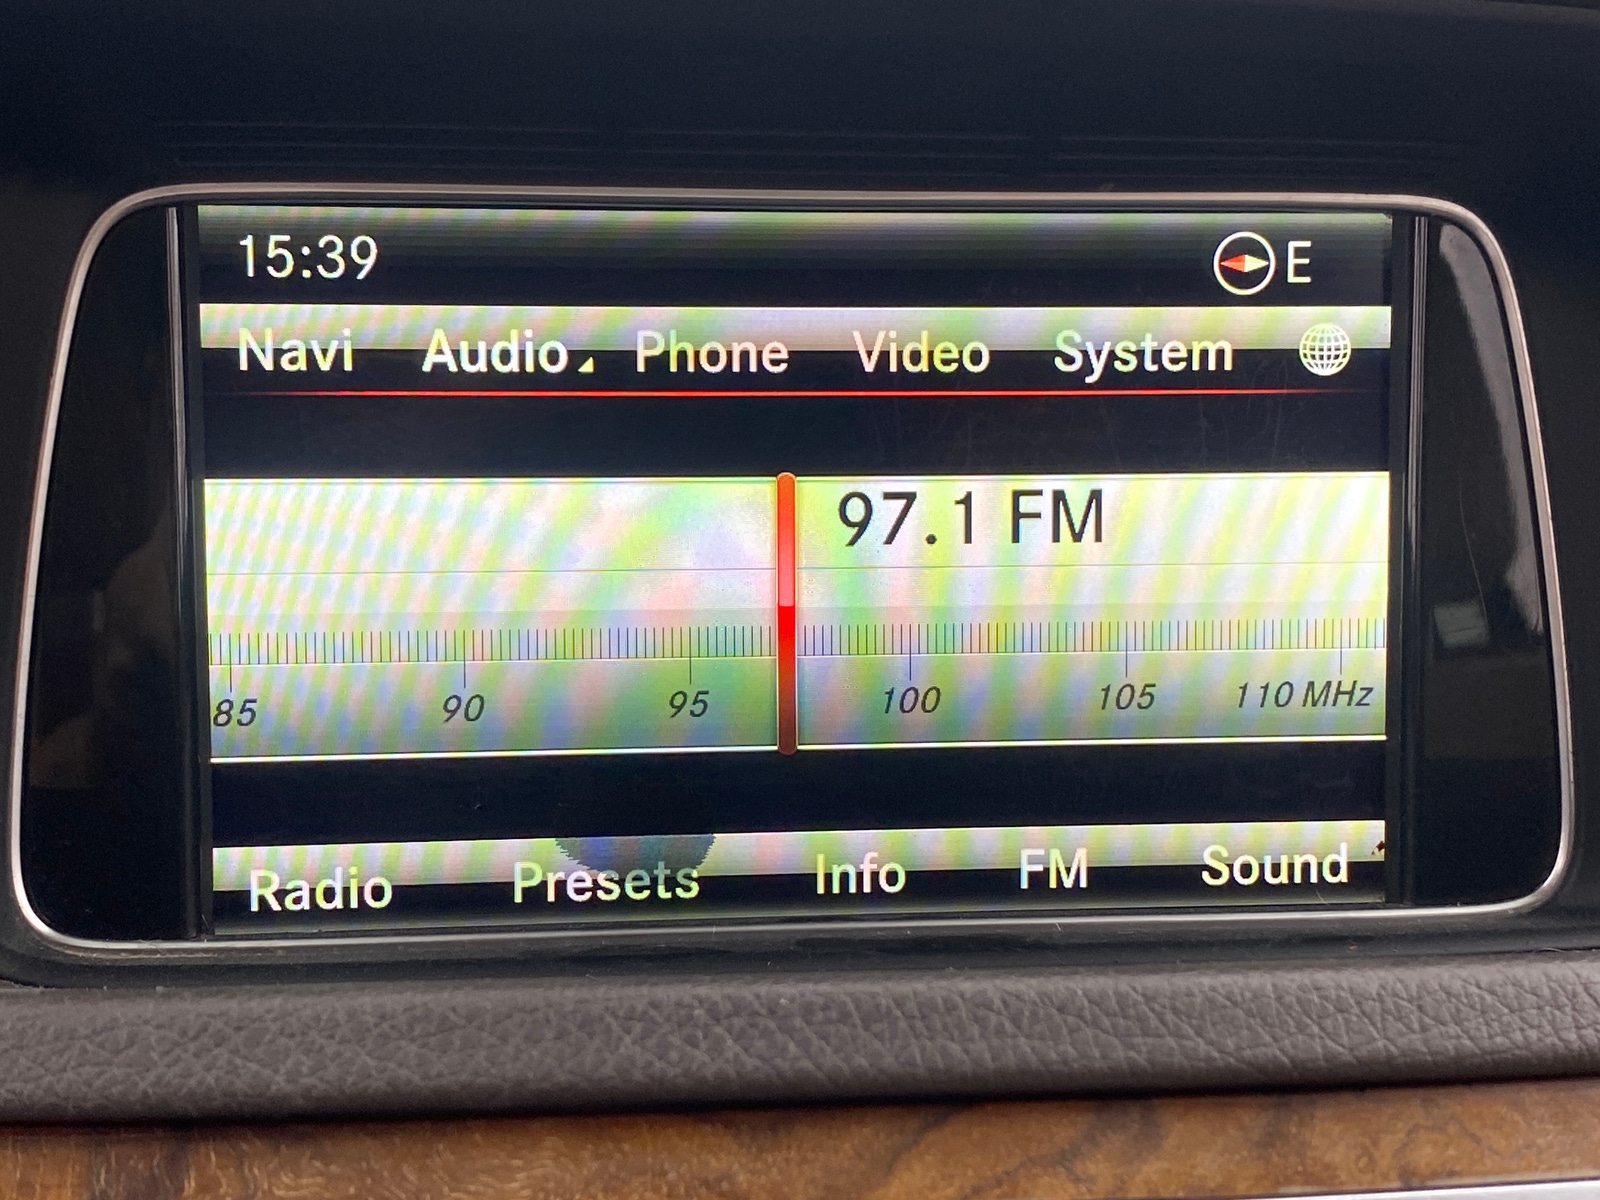 15:39 E
Navi Audio Phone Video System
97.1 FM
85 90 95 100 105 110 MHz
Radio Presets Info FM Sound